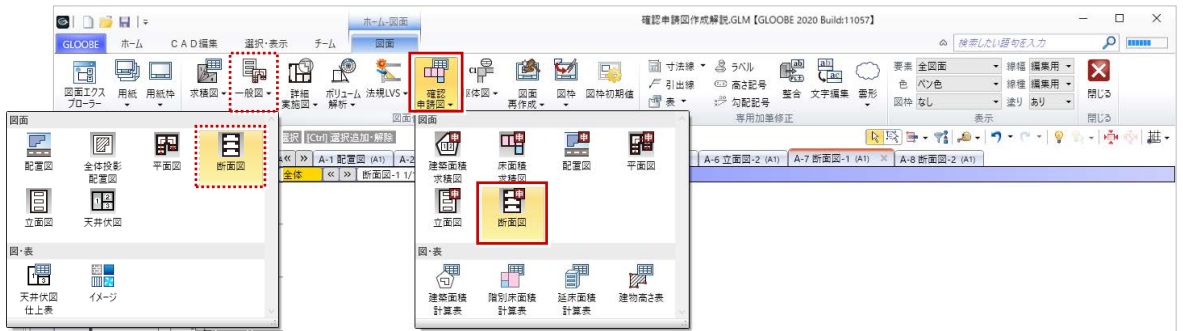 ホーム-図面
確認申請図作成解説.GLM【GLOOBE 2020 Build:11057】
GLOOBE ホーム CAD編集 選択・表示 チーム 図面
検索したい語句を入力
図面エクス
プローラー
用紙
用紙枠
求積図
一般図
詳細
実施図
ボリューム
解析
法規LVS
確認
申請図
躯体図
図面
再作成
図枠
図枠初期値
寸法線
引出線
表
ラベル
高さ記号
勾配記号
整合
文字編集
雲形
専用加筆修正
要素 全図面
色 ペン色
図枠 なし
線幅 編集用
線種 編集用
塗り あり
表示
閉じる
閉じる
選択 [Ctrl]:選択追加・解除
A-1 配置図 (A1)
A-6 立面図-2 (A1)
A-7 断面図-1 (A1)
A-8 断面図-2 (A1)
全体
図面
配置図
全体投影
配置図
平面図
断面図
立面図
天井伏図
図・表
天井伏図
仕上表
イメージ
図面
建築面積
求積図
床面積
求積図
配置図
平面図
立面図
断面図
図・表
建築面積
計算表
階別床面積
計算表
延床面積
計算表
建物高さ表